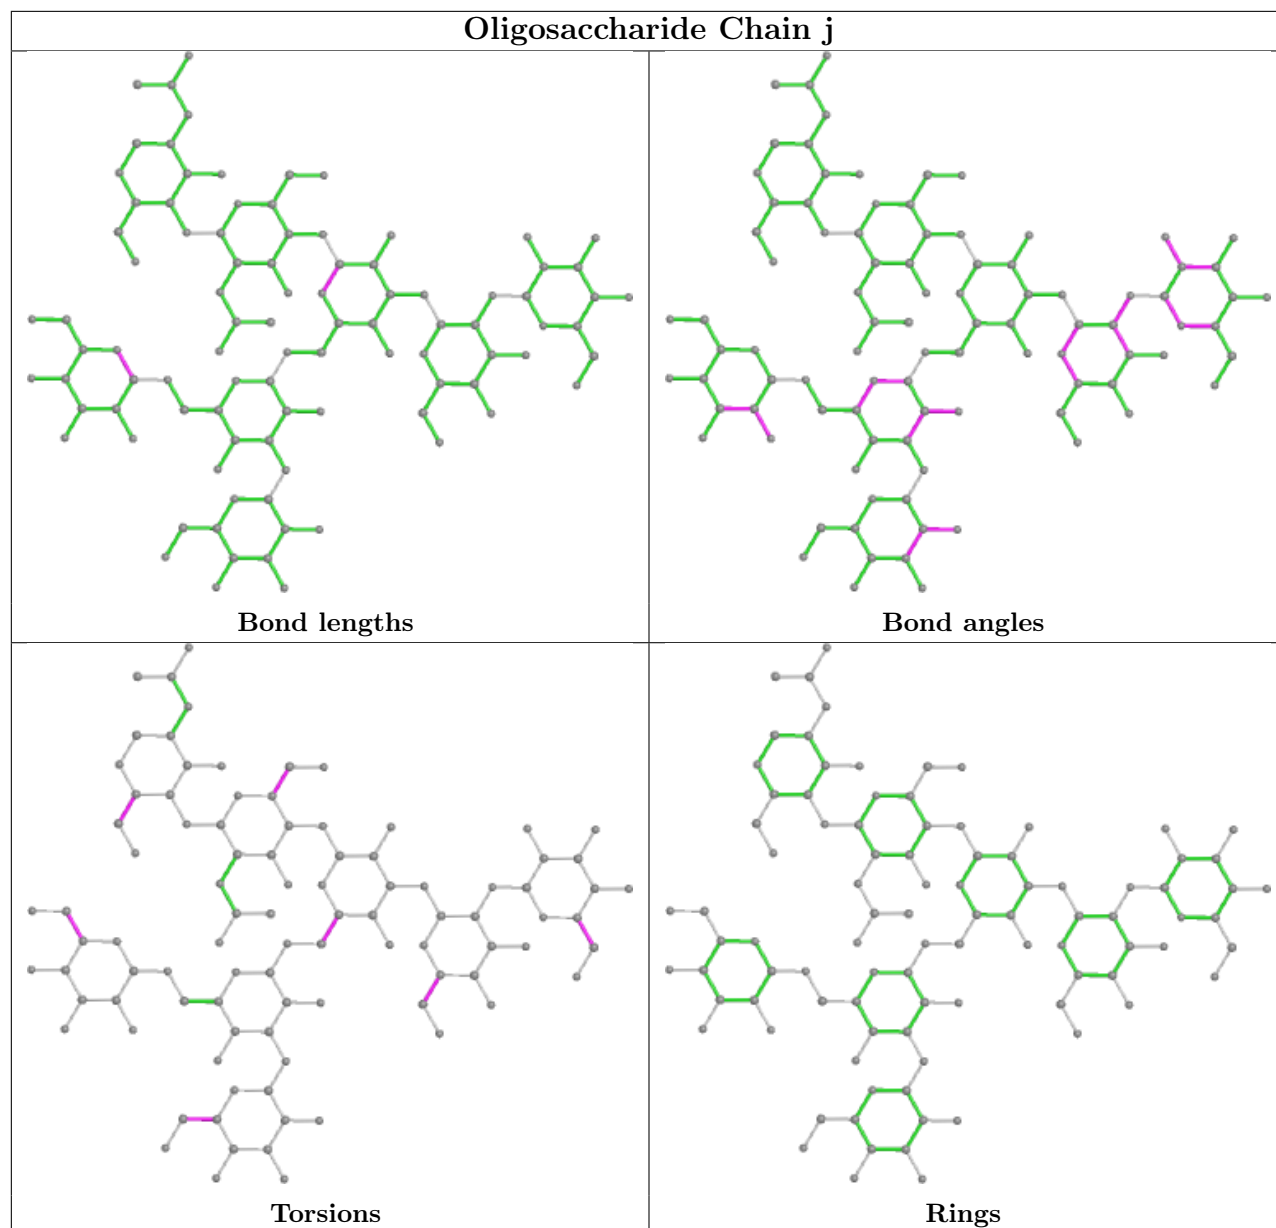 Oligosaccharide Chain j
Bond lengths
Bond angles
Torsions
Rings